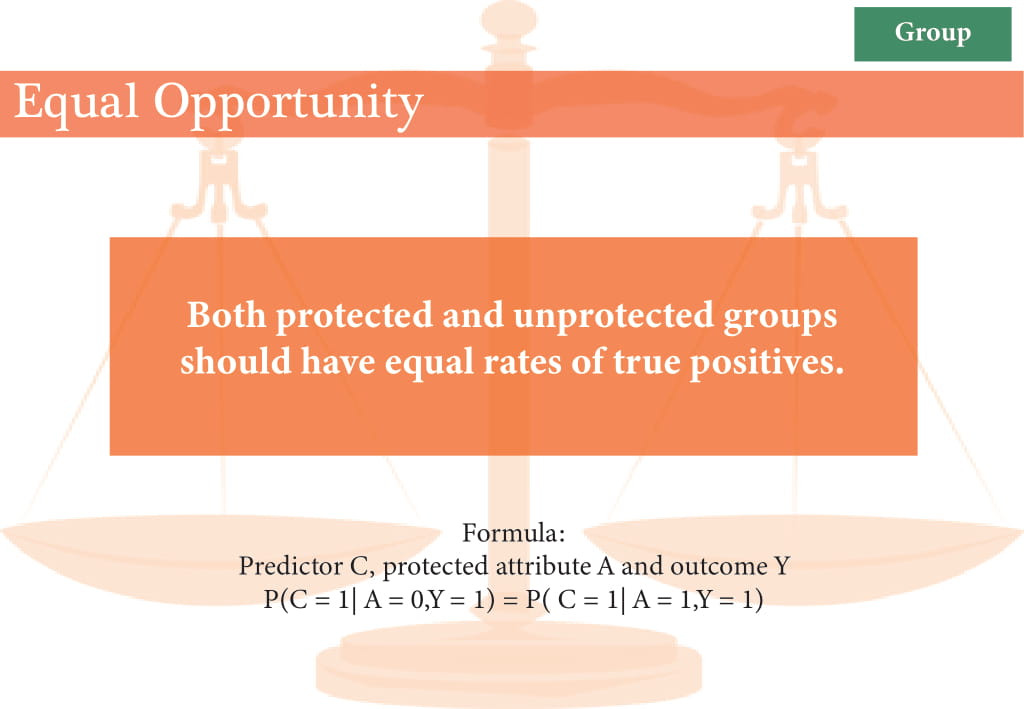 Group
Equal Opportunity
Both protected and unprotected groups
should have equal rates of true positives.
Formula:
Predictor C, protected attribute A and outcome Y
P(C = 1| A = 0,Y = 1) = P( C = 1| A = 1,Y = 1)